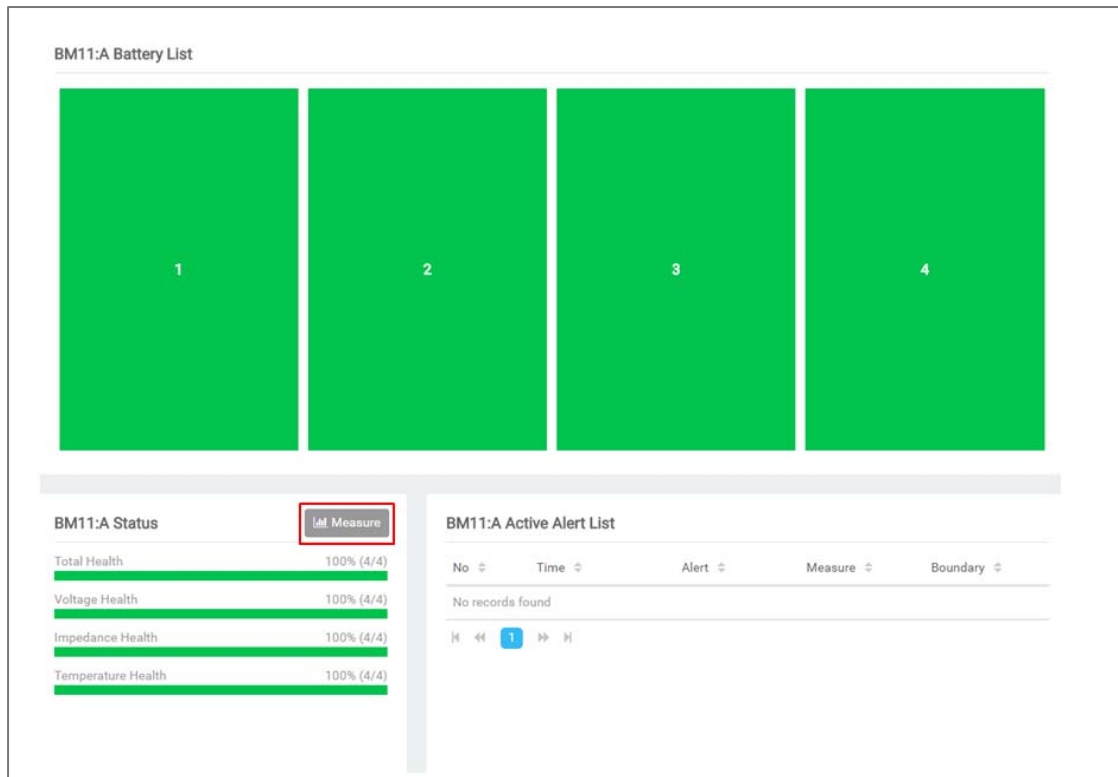 BM11:A Battery List
1 2 3 4
BM11:A Status Measure
Total Health 100% (4/4)
Voltage Health 100% (4/4)
Impedance Health 100% (4/4)
Temperature Health 100% (4/4)
BM11:A Active Alert List
No Time Alert Measure Boundary
No records found
1